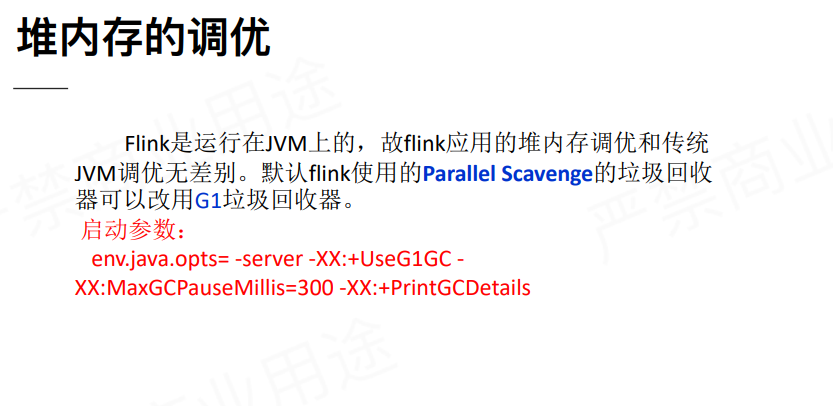 堆内存的调优
Flink是运行在JVM上的，故flink应用的堆内存调优和传统
JVM调优无差别。默认flink使用的Parallel Scavenge的垃圾回收
器可以改用G1垃圾回收器。
启动参数：
env.java.opts= -server -XX:+UseG1GC -
XX:MaxGCPauseMillis=300 -XX:+PrintGCDetails
严禁商业用途
严禁商业
商业用途